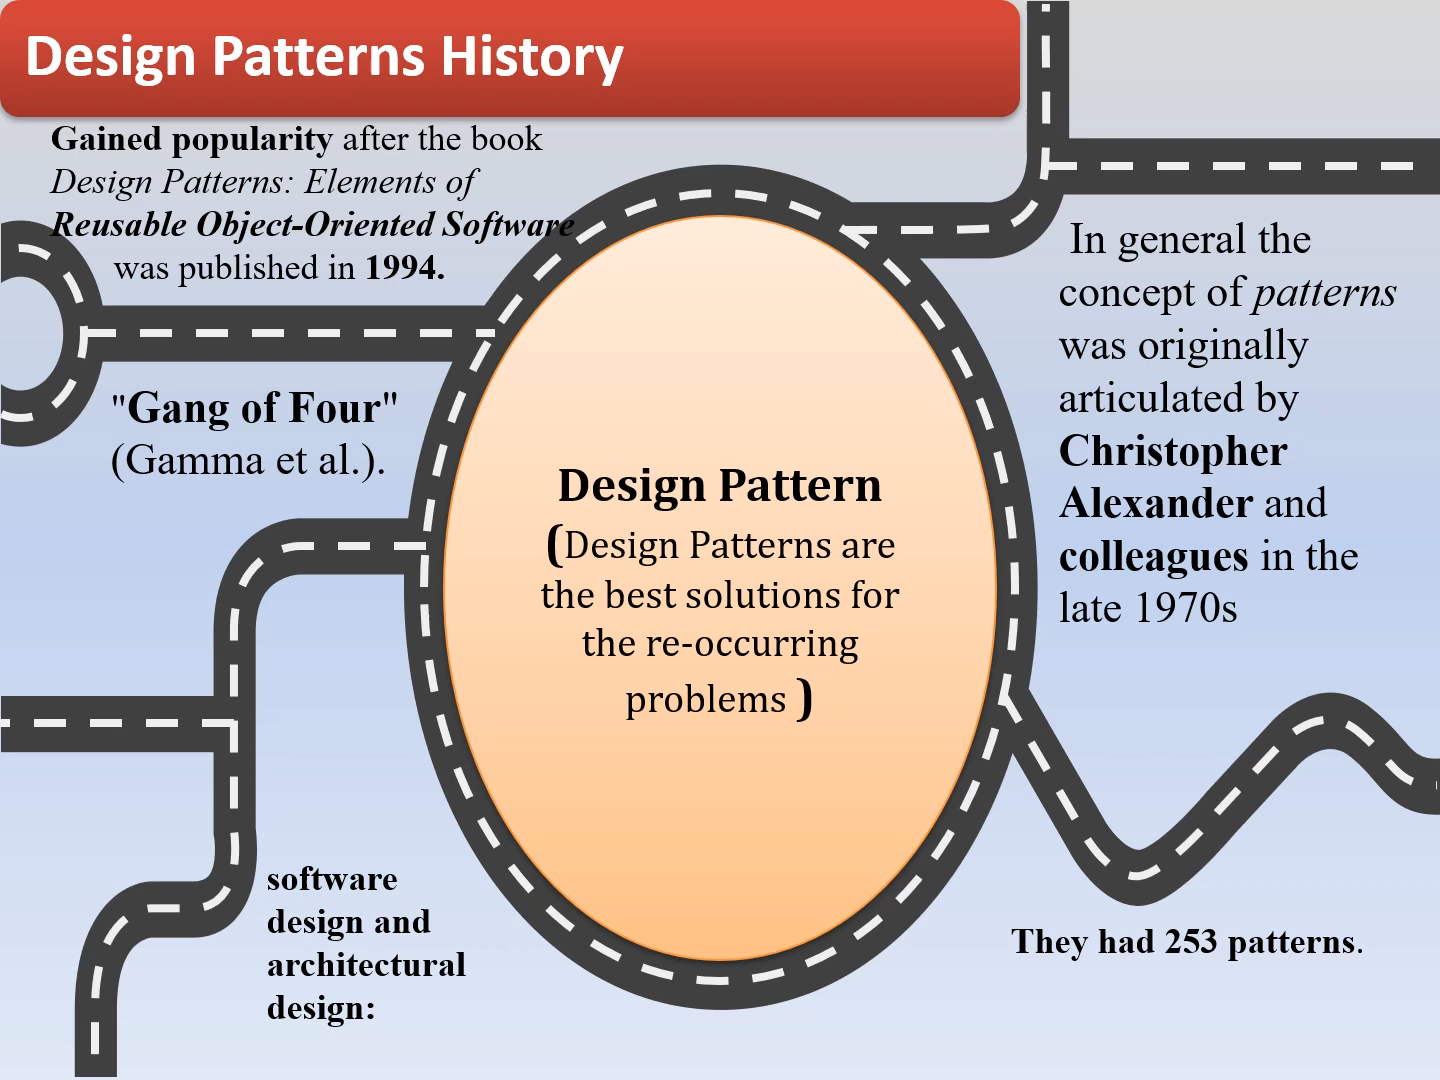 Design Patterns History
Gained popularity after the book
Design Patterns: Elements of
Reusable Object-Oriented Software
was published in 1994.
"Gang of Four"
(Gamma et al.).
Design Pattern
(Design Patterns are
the best solutions for
the re-occurring
problems )
In general the
concept of patterns
was originally
articulated by
Christopher
Alexander and
colleagues in the
late 1970s
software
design and
architectural
design:
They had 253 patterns.